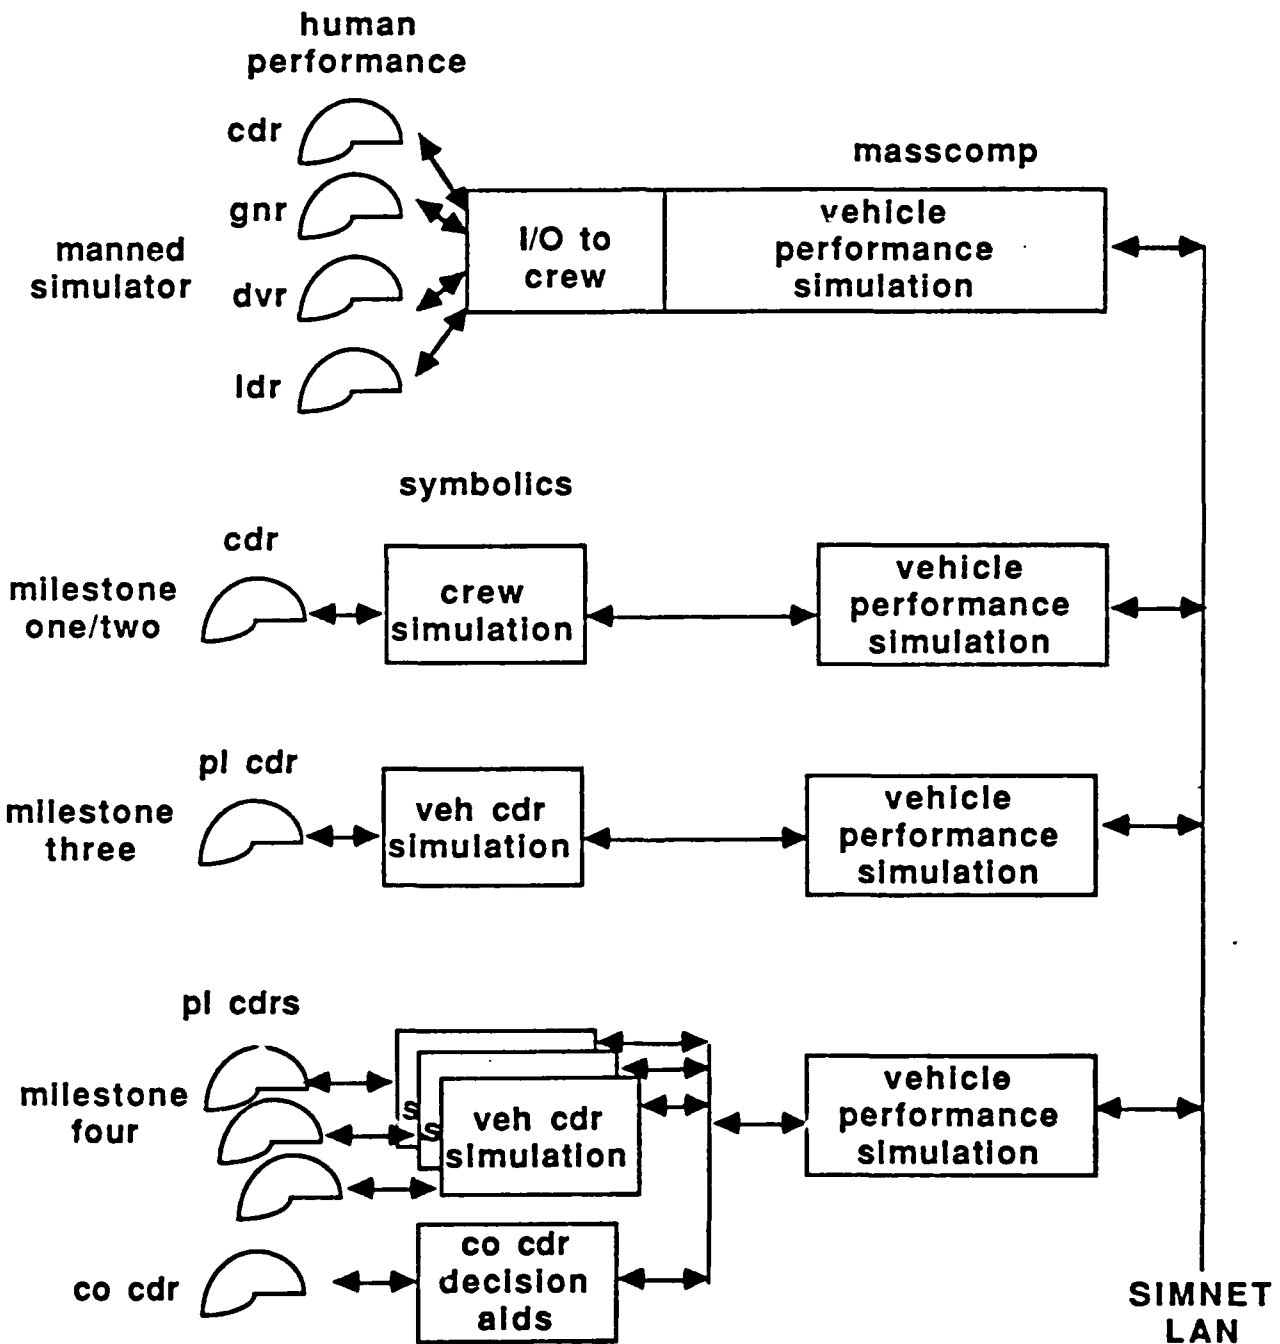 human
performance
cdr
masscomp
gnr
manned
simulator
I/O to
crew
vehicle
performance
simulation
dvr
ldr
symbolics
cdr
milestone
one/two
crew
simulation
vehicle
performance
simulation
pl cdr
milestone
three
veh cdr
simulation
vehicle
performance
simulation
pl cdrs
milestone
four
s
s
veh cdr
simulation
vehicle
performance
simulation
co cdr
co cdr
decision
aids
SIMNET
LAN